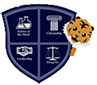 Habits of
the Mind
Citizenship
Leadership
Integrity